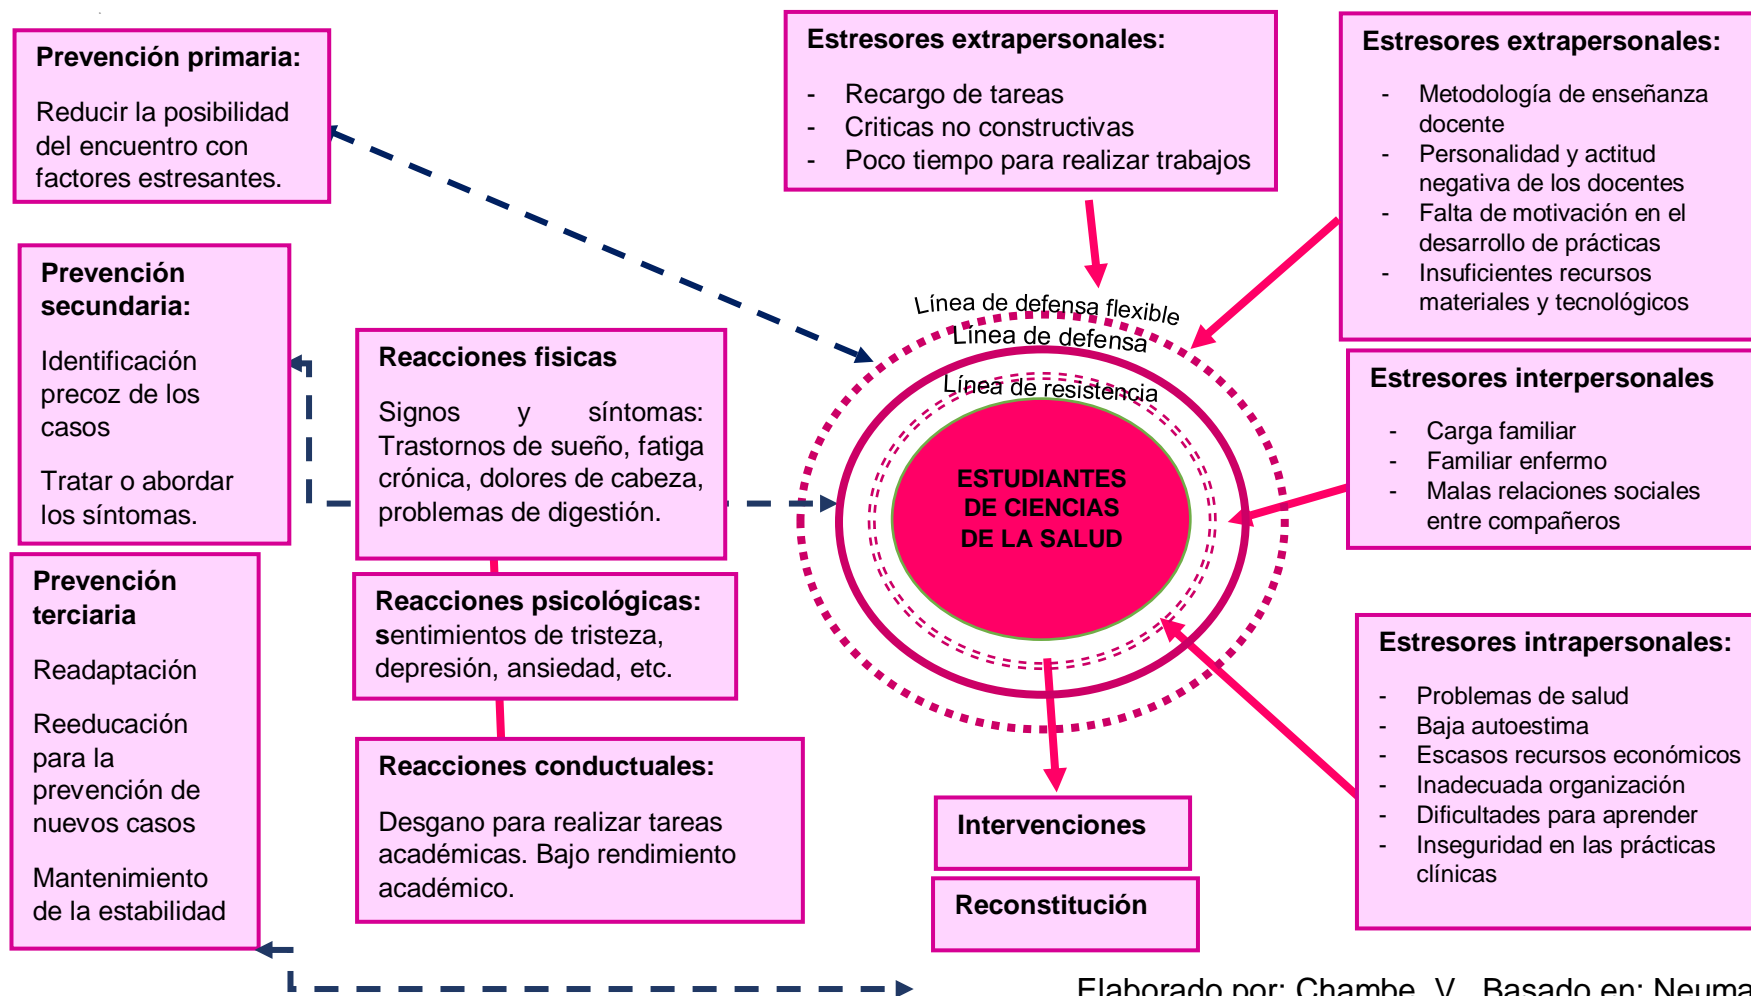 Prevención primaria:
Reducir la posibilidad
del encuentro con
factores estresantes.
Prevención
secundaria:
Identificación
precoz de los
casos
Tratar o abordar
los síntomas.
Prevención
terciaria
Readaptación
Reeducación
para la
prevención de
nuevos casos
Mantenimiento
de la estabilidad
Reacciones fisicas
Signos y síntomas:
Trastornos de sueño, fatiga
crónica, dolores de cabeza,
problemas de digestión.
Reacciones psicológicas:
sentimientos de tristeza,
depresión, ansiedad, etc.
Reacciones conductuales:
Desgano para realizar tareas
académicas. Bajo rendimiento
académico.
Estresores extrapersonales:
- Recargo de tareas
- Criticas no constructivas
- Poco tiempo para realizar trabajos
Línea de defensa flexible
Línea de defensa
Línea de resistencia
ESTUDIANTES
DE CIENCIAS
DE LA SALUD
Intervenciones
Reconstitución
Estresores extrapersonales:
- Metodología de enseñanza
docente
- Personalidad y actitud
negativa de los docentes
- Falta de motivación en el
desarrollo de prácticas
- Insuficientes recursos
materiales y tecnológicos
Estresores interpersonales
- Carga familiar
- Familiar enfermo
- Malas relaciones sociales
entre compañeros
Estresores intrapersonales:
- Problemas de salud
- Baja autoestima
- Escasos recursos económicos
- Inadecuada organización
- Dificultades para aprender
- Inseguridad en las prácticas
clínicas
Elaborado por: Chambe, V. Basado en: Neuma